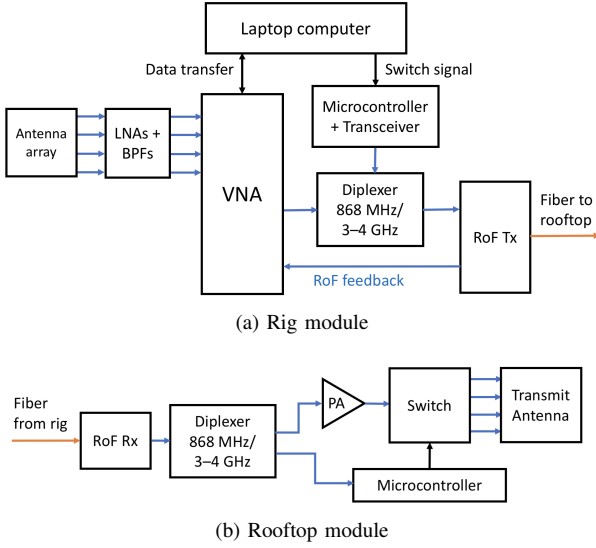 Laptop computer
Data transfer
Switch signal
Antenna
array
LNAs +
BPFs
VNA
Microcontroller
+ Transceiver
Diplexer
868 MHz/
3–4 GHz
RoF Tx
Fiber to
rooftop
RoF feedback
(a) Rig module
Fiber
from rig
RoF Rx
Diplexer
868 MHz/
3–4 GHz
PA
Switch
Transmit
Antenna
Microcontroller
(b) Rooftop module